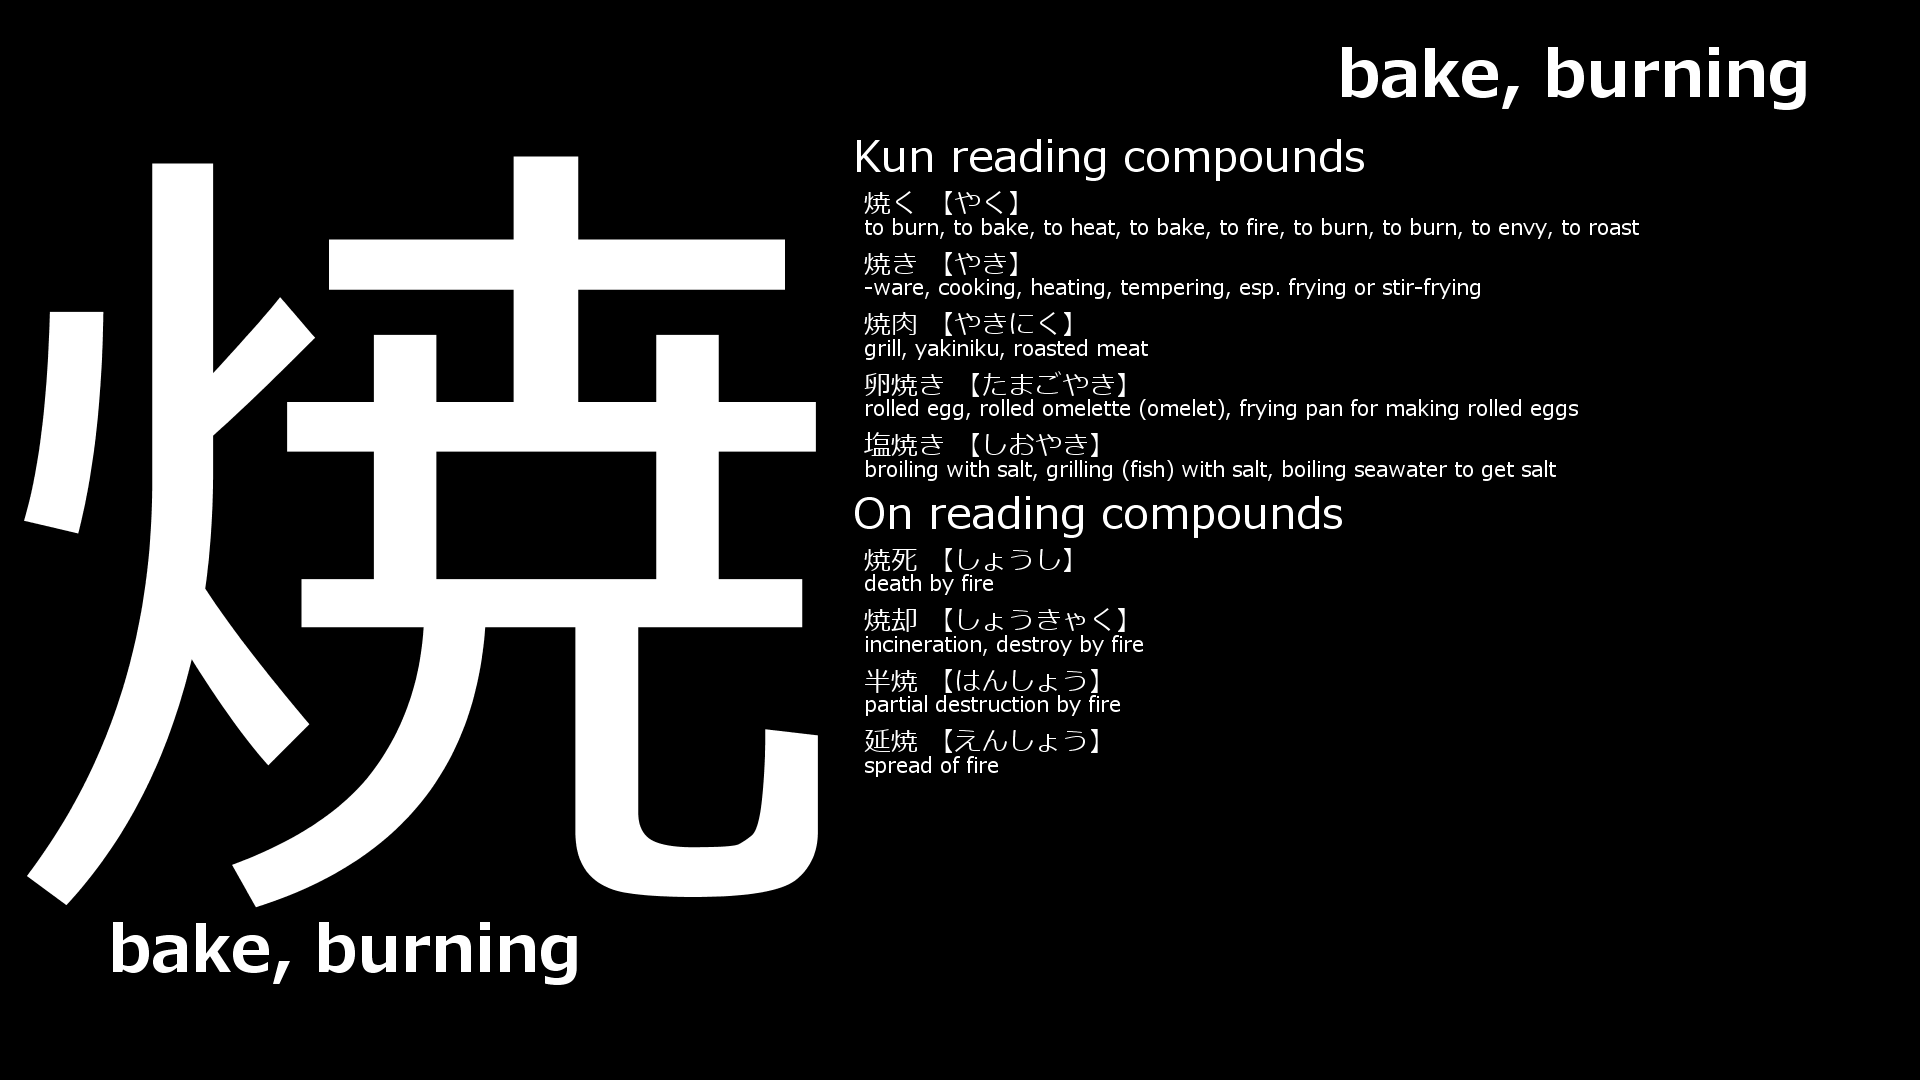 bake, burning
焼
Kun reading compounds
焼く 【やく】
to burn, to bake, to heat, to bake, to fire, to burn, to burn, to envy, to roast
焼き 【やき】
-ware, cooking, heating, tempering, esp. frying or stir-frying
焼肉 【やきにく】
grill, yakiniku, roasted meat
卵焼き 【たまごやき】
rolled egg, rolled omelette (omelet), frying pan for making rolled eggs
塩焼き 【しおやき】
broiling with salt, grilling (fish) with salt, boiling seawater to get salt
On reading compounds
焼死 【しょうし】
death by fire
焼却 【しょうきゃく】
incineration, destroy by fire
半焼 【はんしょう】
partial destruction by fire
延焼 【えんしょう】
spread of fire
bake, burning